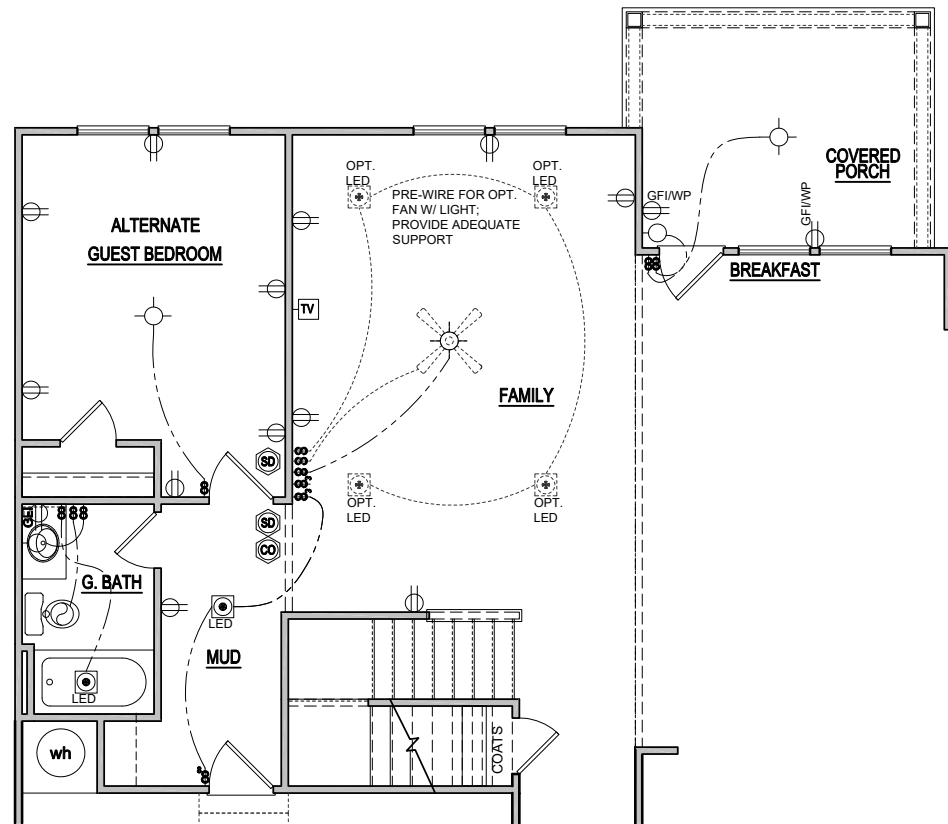 OPT.
LED
OPT.
LED
PRE-WIRE FOR OPT.
FAN W/ LIGHT;
PROVIDE ADEQUATE
SUPPORT
COVERED
PORCH
GFI/WP
GFI/WP
ALTERNATE
GUEST BEDROOM
BREAKFAST
TV
FAMILY
SD
OPT.
LED
OPT.
LED
GFI
SD
CO
G. BATH
LED
MUD
LED
wh
COATS